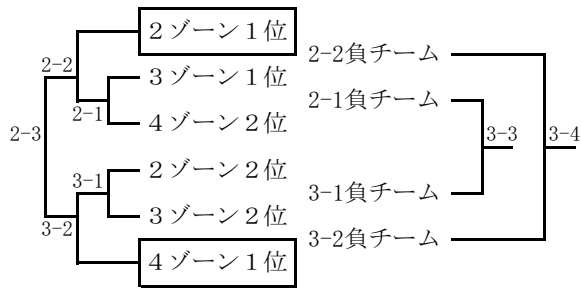 ２ゾーン１位
2-2
３ゾーン１位
2-1
４ゾーン２位
2-3
２ゾーン２位
3-1
３ゾーン２位
3-2
４ゾーン１位
2-2負チーム
2-1負チーム
3-3
3-4
3-1負チーム
3-2負チーム